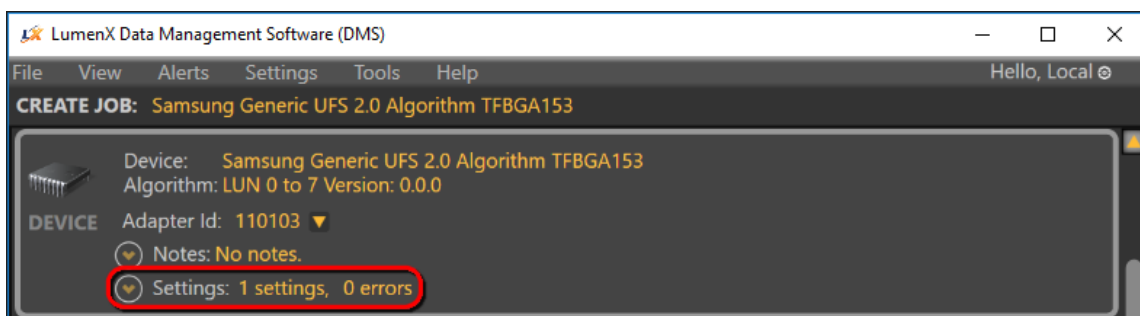 LumenX Data Management Software (DMS)
File View Alerts Settings Tools Help Hello, Local
CREATE JOB: Samsung Generic UFS 2.0 Algorithm TFBGA153
Device: Samsung Generic UFS 2.0 Algorithm TFBGA153
Algorithm: LUN 0 to 7 Version: 0.0.0
DEVICE Adapter Id: 110103
Notes: No notes.
Settings: 1 settings, 0 errors